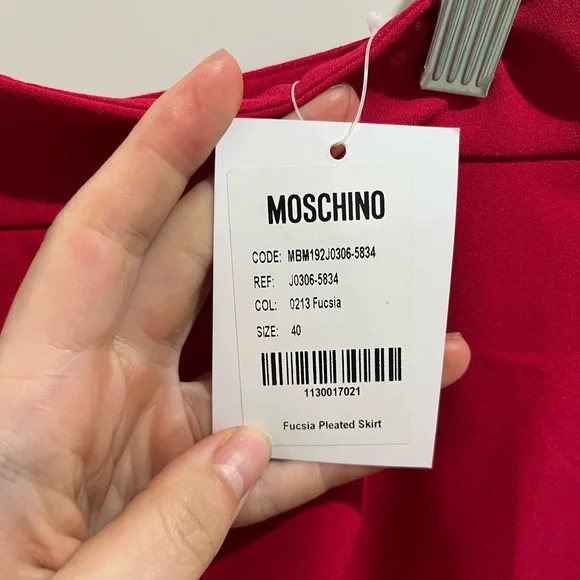 MOSCHINO
CODE: MBM192J0306-5834
REF: J0306-5834
COL: 0213 Fucsia
SIZE: 40
1130017021
Fucsia Pleated Skirt